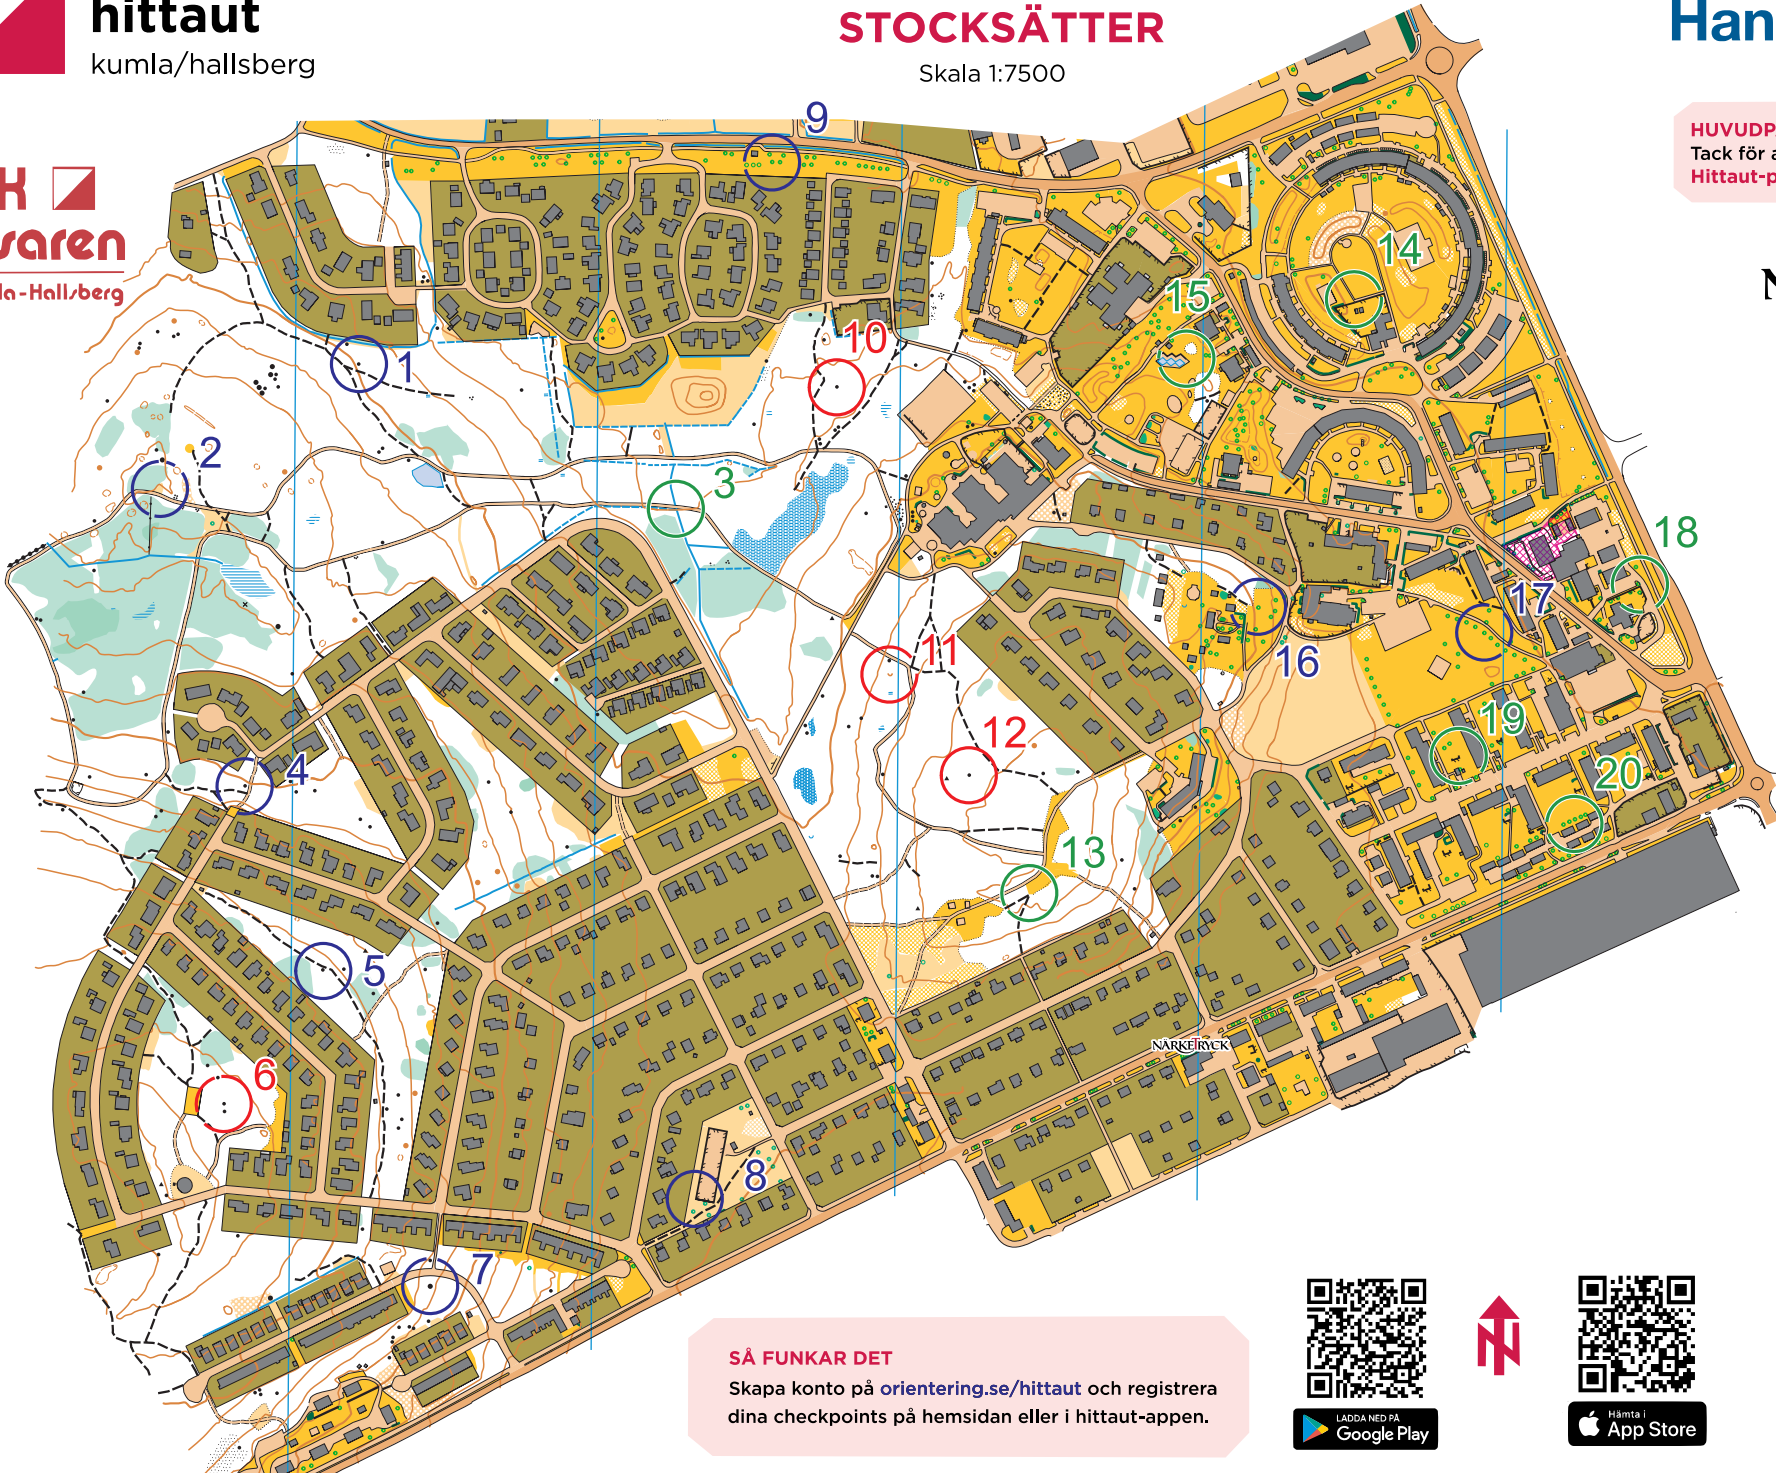 hittaut
kumla/hallsberg
STOCKSÄTTER
Skala 1:7500
Han
HUVUDP
Tack för a
Hittaut-p
K
saren
la-Hallsberg
N
9
14
15
10
1
2
3
18
17
11
16
12
19
4
20
13
5
6
NÄRKETRYCK
8
7
SÅ FUNKAR DET
Skapa konto på orientering.se/hittaut och registrera
dina checkpoints på hemsidan eller i hittaut-appen.
N
LADDA NED PÅ
Google Play
Hämta i
App Store